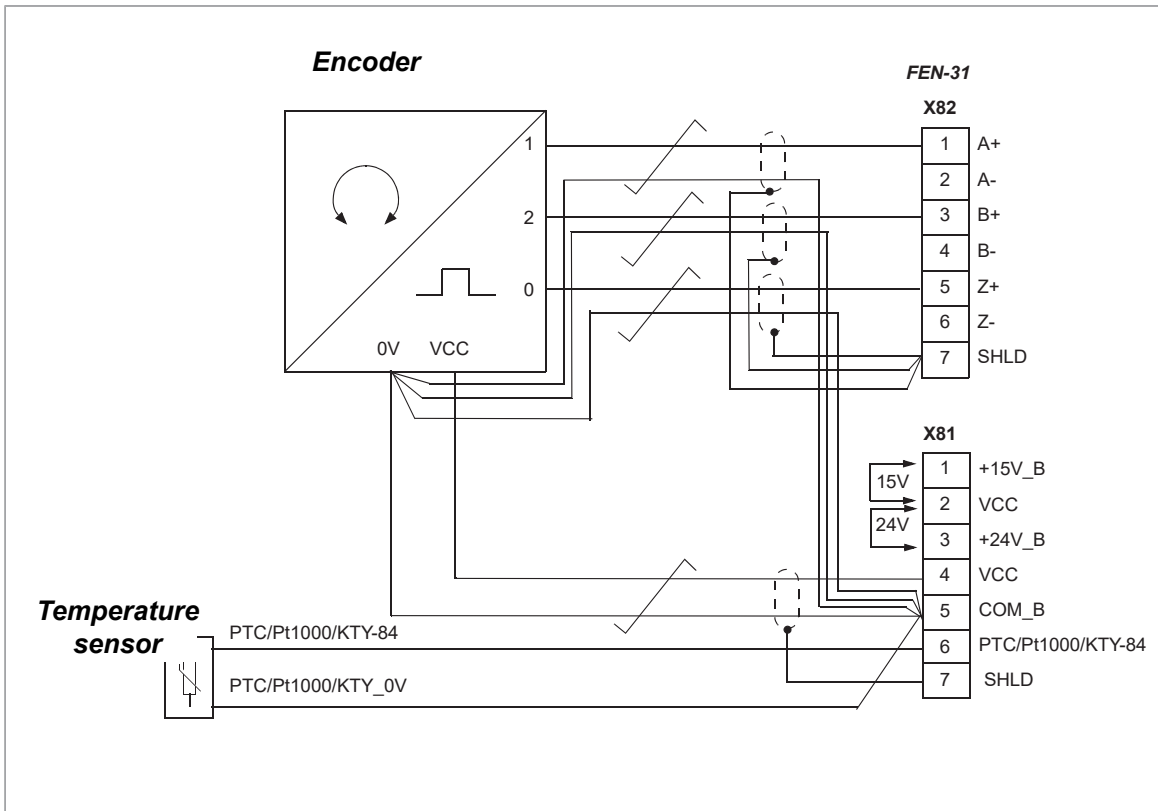 Encoder
FEN-31
X82
1
1
A+
2
A-
2
3
B+
4
B-
0
5
Z+
6
Z-
0V VCC
7
SHLD
X81
1
+15V_B
15V
2
VCC
24V
3
+24V_B
4
VCC
5
COM_B
Temperature
sensor
PTC/Pt1000/KTY-84
6
PTC/Pt1000/KTY-84
PTC/Pt1000/KTY_0V
7
SHLD